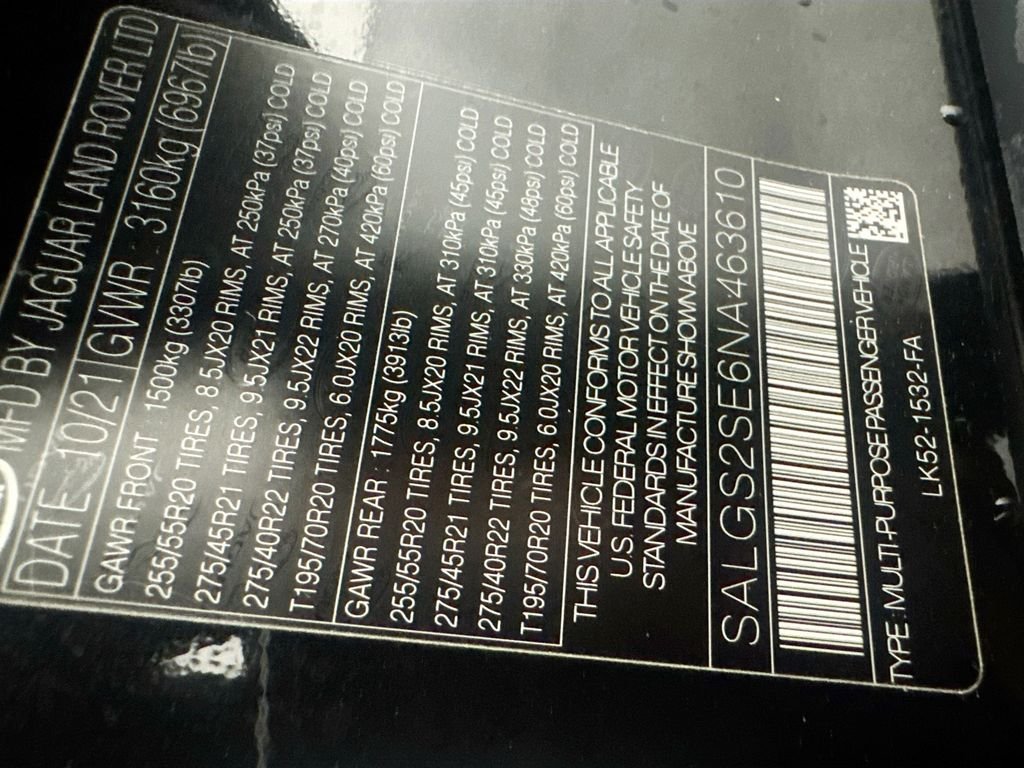 MFD BY JAGUAR LAND ROVER LTD
DATE 10/21 GVWR : 3160kg (6967lb)
GAWR FRONT : 1500kg (3307lb)
255/55R20 TIRES, 8.5JX20 RIMS, AT 250kPa (37psi) COLD
275/45R21 TIRES, 9.5JX21 RIMS, AT 250kPa (37psi) COLD
275/40R22 TIRES, 9.5JX22 RIMS, AT 270kPa (40psi) COLD
T195/70R20 TIRES, 6.0JX20 RIMS, AT 420kPa (60psi) COLD
GAWR REAR : 1775kg (3913lb)
255/55R20 TIRES, 8.5JX20 RIMS, AT 310kPa (45psi) COLD
275/45R21 TIRES, 9.5JX21 RIMS, AT 310kPa (45psi) COLD
275/40R22 TIRES, 9.5JX22 RIMS, AT 330kPa (48psi) COLD
T195/70R20 TIRES, 6.0JX20 RIMS, AT 420kPa (60psi) COLD
THIS VEHICLE CONFORMS TO ALL APPLICABLE
U.S. FEDERAL MOTOR VEHICLE SAFETY
STANDARDS IN EFFECT ON THE DATE OF
MANUFACTURE SHOWN ABOVE
SALGS2SE6NA463610
TYPE : MULTI-PURPOSE PASSENGER VEHICLE
LK52-1532-FA